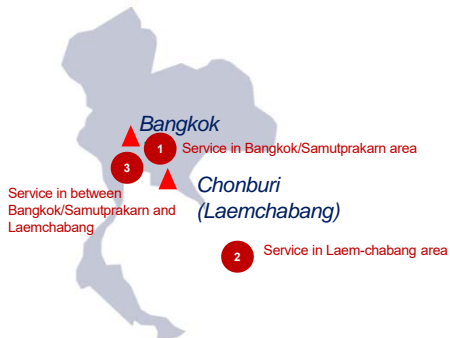 Bangkok
1
Service in Bangkok/Samutprakarn area
3
Service in between
Bangkok/Samutprakarn and
Laemchabang
Chonburi
(Laemchabang)
2
Service in Laem-chabang area